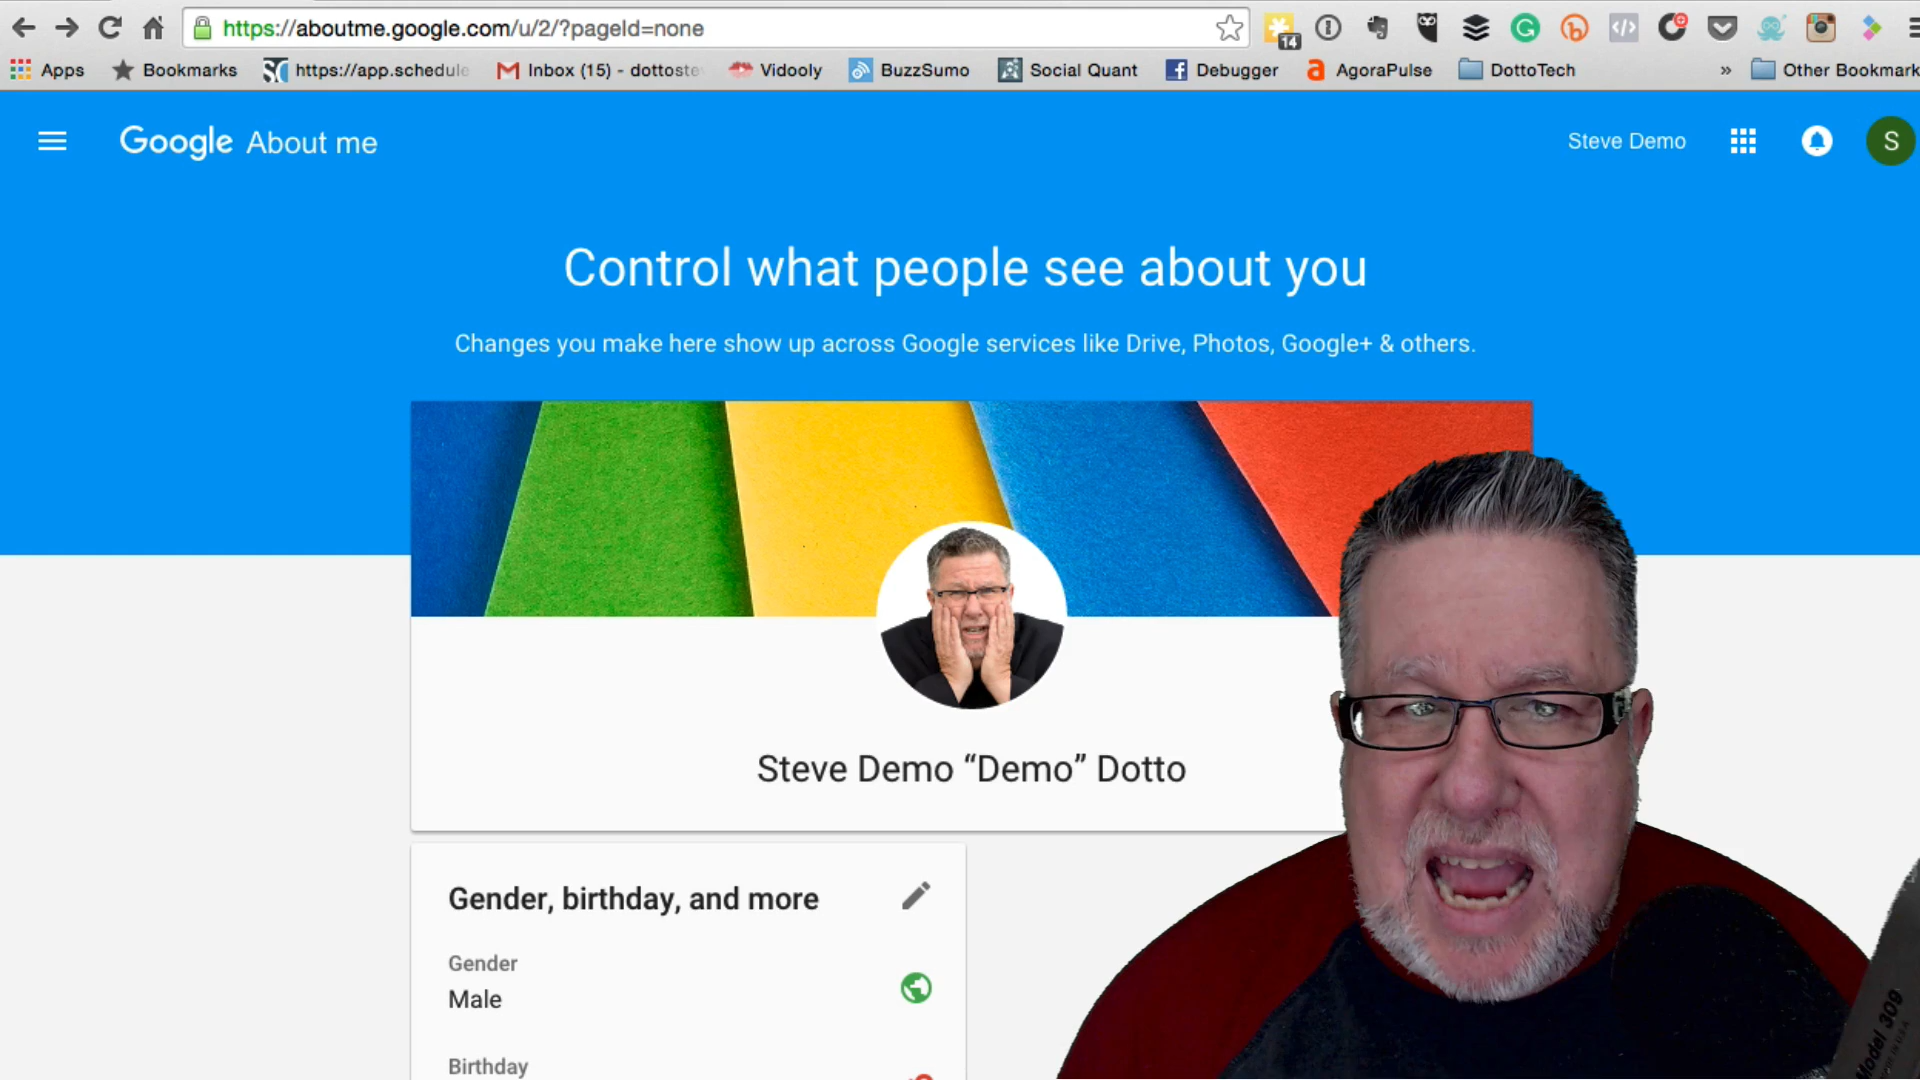 https://aboutme.google.com/u/2/?pageId=none
14
Apps Bookmarks https://app.schedule Inbox (15) - dottoste Vidooly BuzzSumo Social Quant Debugger AgoraPulse DottoTech » Other Bookmark
Google About me Steve Demo S
Control what people see about you
Changes you make here show up across Google services like Drive, Photos, Google+ & others.
Steve Demo “Demo” Dotto
Gender, birthday, and more
Gender
Male
Birthday
Model 309